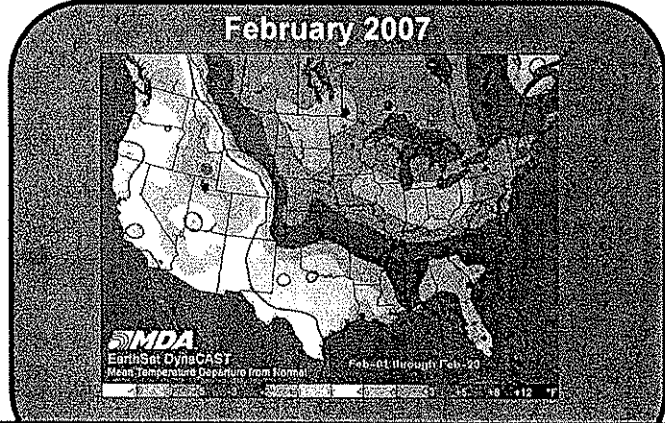 February 2007
MDA
EarthSat DynaCAST
Mean Temperature Departure from Normal
Feb-01 through Feb-20
+8 +12 °F